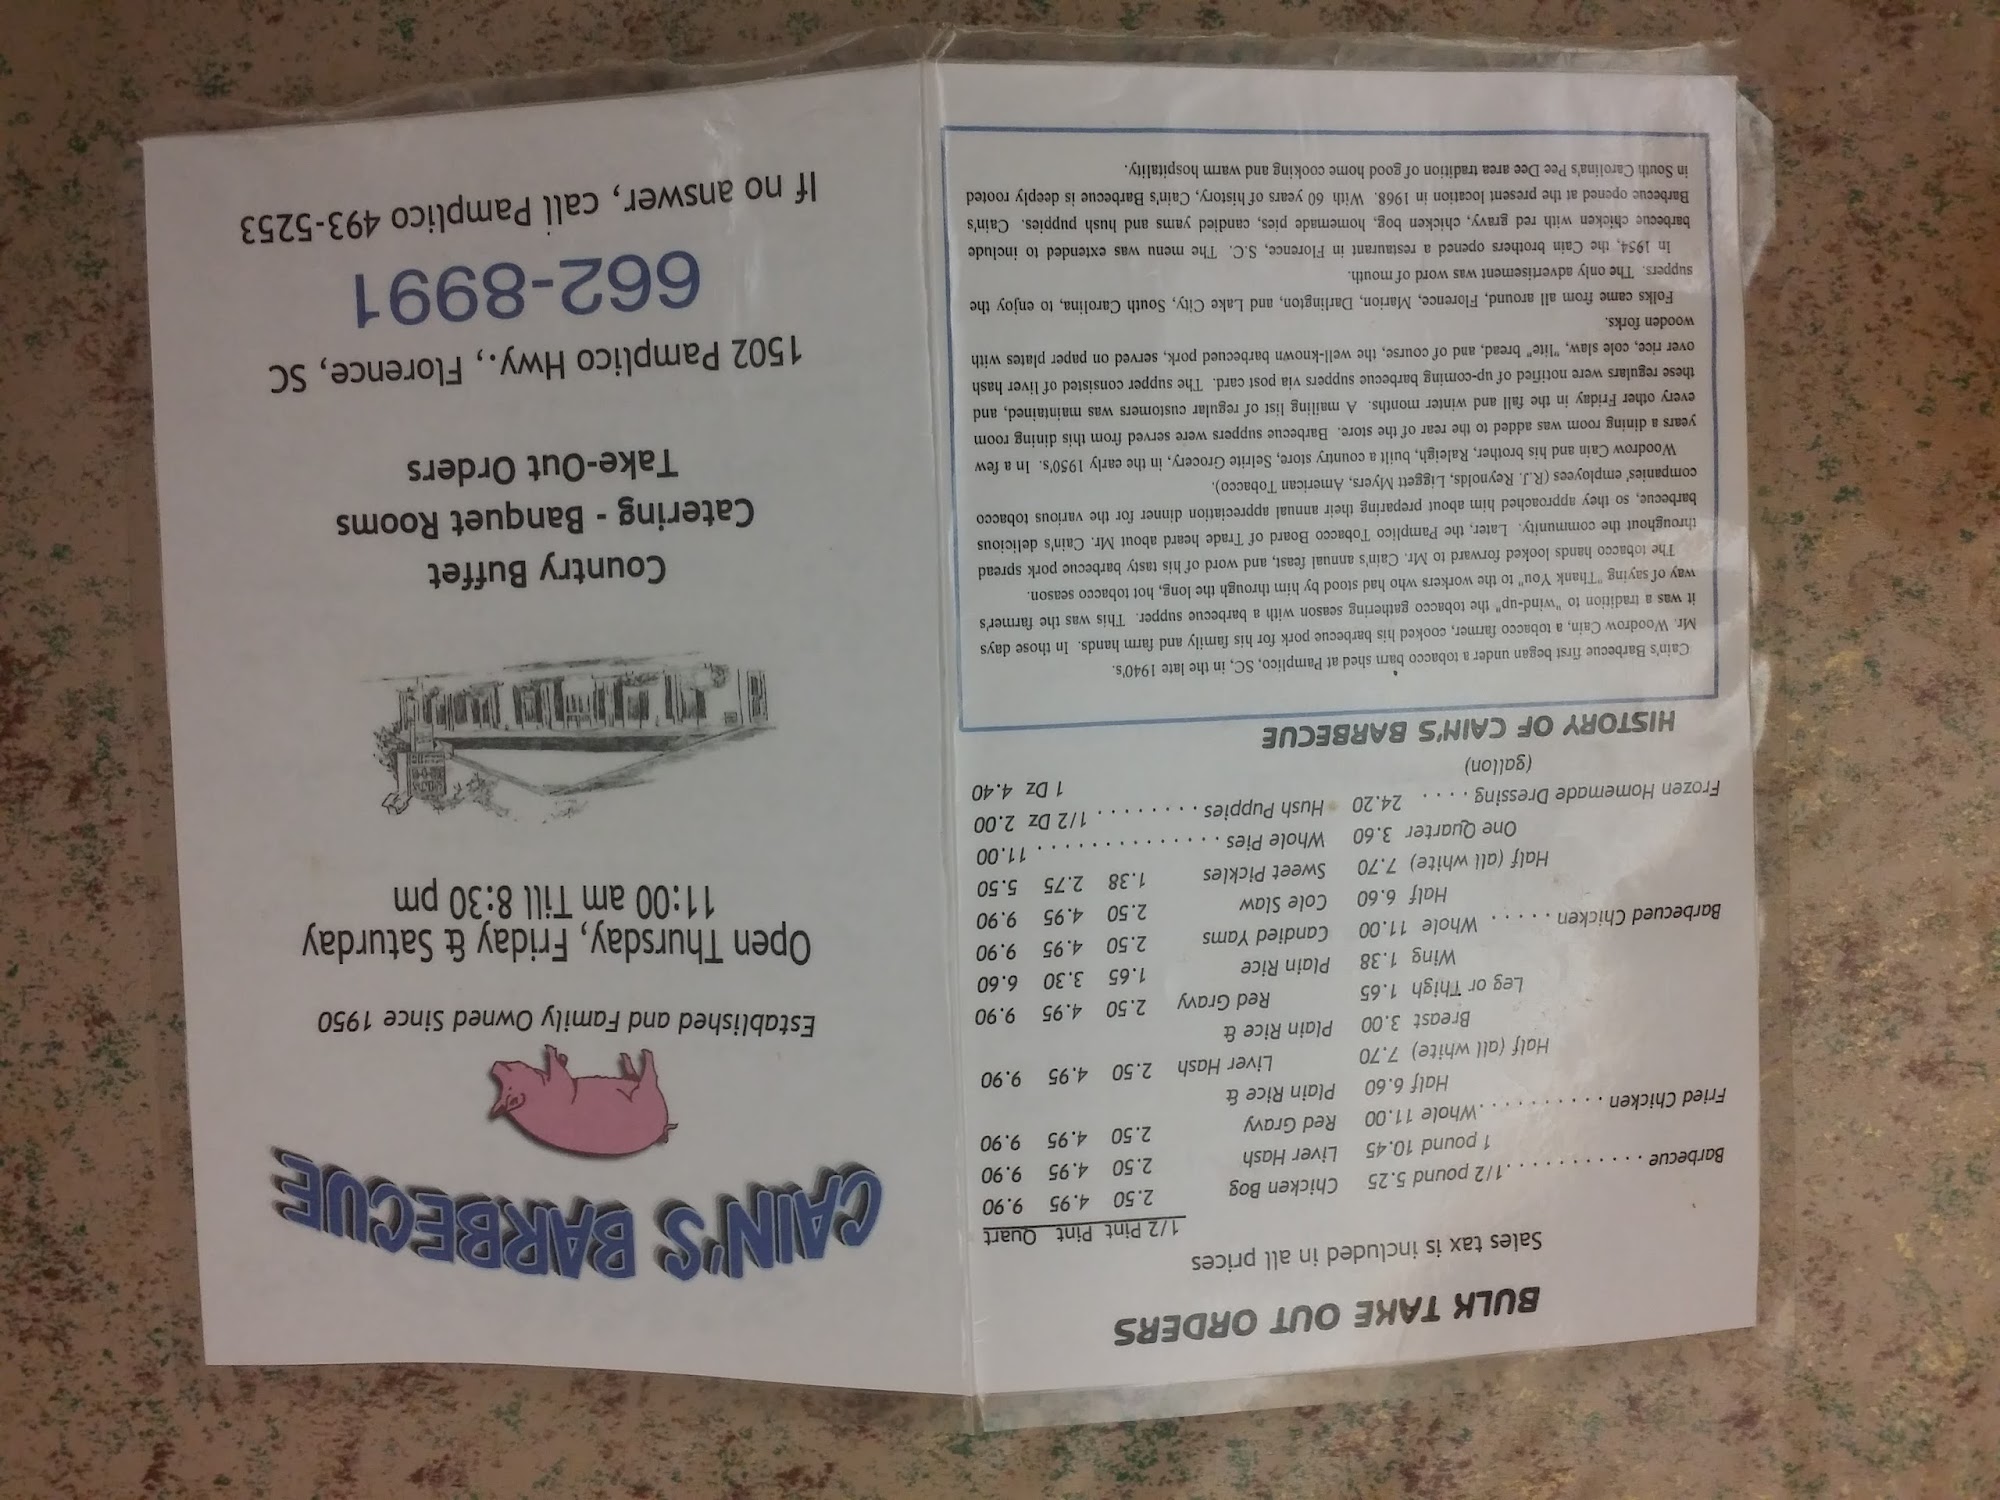 BULK TAKE OUT ORDERS
Sales tax is included in all prices
1/2 Pint Pint Quart
Barbecue . . . . . . . . . . . .1/2 pound 5.25
1 pound 10.45
Fried Chicken . . . . . . . . . . .Whole 11.00
Half 6.60
Half (all white) 7.70
Breast 3.00
Leg or Thigh 1.65
Wing 1.38
Barbecued Chicken . . . . . Whole 11.00
Half 6.60
Half (all white) 7.70
One Quarter 3.60
Frozen Homemade Dressing . . . . 24.20
(gallon)
Chicken Bog 2.50 4.95 9.90
Liver Hash 2.50 4.95 9.90
Red Gravy 2.50 4.95 9.90
Plain Rice &
Liver Hash 2.50 4.95 9.90
Plain Rice &
Red Gravy 2.50 4.95 9.90
Plain Rice 1.65 3.30 6.60
Candied Yams 2.50 4.95 9.90
Cole Slaw 2.50 4.95 9.90
Sweet Pickles 1.38 2.75 5.50
Whole Pies . . . . . . . . . . . . . . 11.00
Hush Puppies . . . . . . . . 1/2 Dz 2.00
1 Dz 4.40
HISTORY OF CAIN'S BARBECUE
Cain's Barbecue first began under a tobacco barn shed at Pamplico, SC, in the late 1940's.
Mr. Woodrow Cain, a tobacco farmer, cooked his barbecue pork for his family and farm hands. In those days
it was a tradition to "wind-up" the tobacco gathering season with a barbecue supper. This was the farmer's
way of saying "Thank You" to the workers who had stood by him through the long, hot tobacco season.
The tobacco hands looked forward to Mr. Cain's annual feast, and word of his tasty barbecue pork spread
throughout the community. Later, the Pamplico Tobacco Board of Trade heard about Mr. Cain's delicious
barbecue, so they approached him about preparing their annual appreciation dinner for the various tobacco
companies' employees (R.J. Reynolds, Liggett Myers, American Tobacco).
Woodrow Cain and his brother, Raleigh, built a country store, Selrite Grocery, in the early 1950's. In a few
years a dining room was added to the rear of the store. Barbecue suppers were served from this dining room
every other Friday in the fall and winter months. A mailing list of regular customers was maintained, and
these regulars were notified of up-coming barbecue suppers via post card. The supper consisted of liver hash
over rice, cole slaw, "lite" bread, and of course, the well-known barbecued pork, served on paper plates with
wooden forks.
Folks came from all around, Florence, Marion, Darlington, and Lake City, South Carolina, to enjoy the
suppers. The only advertisement was word of mouth.
In 1954, the Cain brothers opened a restaurant in Florence, S.C. The menu was extended to include
barbecue chicken with red gravy, chicken bog, homemade pies, candied yams and hush puppies. Cain's
Barbecue opened at the present location in 1968. With 60 years of history, Cain's Barbecue is deeply rooted
in South Carolina's Pee Dee area tradition of good home cooking and warm hospitality.
CAIN'S BARBECUE
Established and Family Owned Since 1950
Open Thursday, Friday & Saturday
11:00 am Till 8:30 pm
Country Buffet
Catering - Banquet Rooms
Take-Out Orders
1502 Pamplico Hwy., Florence, SC
662-8991
If no answer, call Pamplico 493-5253